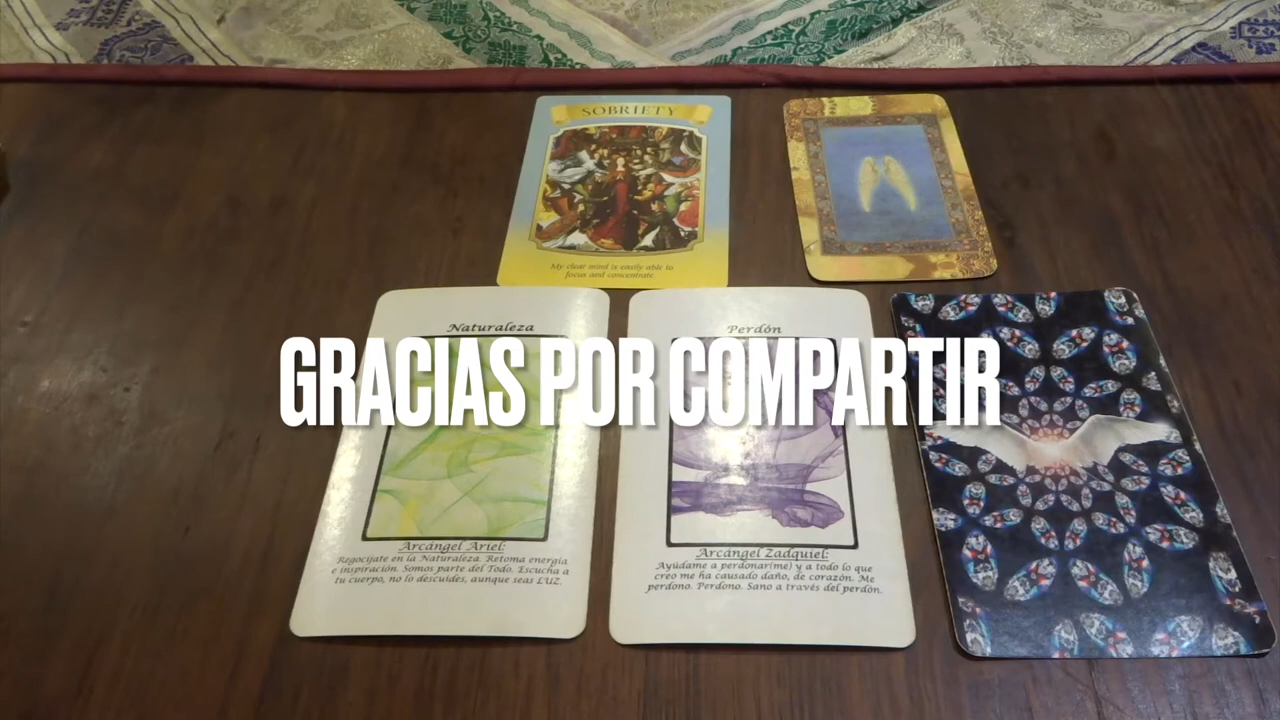 SOBRIETY
My clear mind is easily able to
focus and concentrate.
Naturaleza
Perdón
GRACIAS POR COMPARTIR
Arcángel Ariel:
Regocíjate en la Naturaleza. Retoma energía
e inspiración. Somos parte del Todo. Escucha a
tu cuerpo, no lo descuides, aunque seas LUZ.
Arcángel Zadquiel:
Ayúdame a perdonar(me) y a todo lo que
creo me ha causado daño, de corazón. Me
perdono. Perdono. Sano a través del perdón.